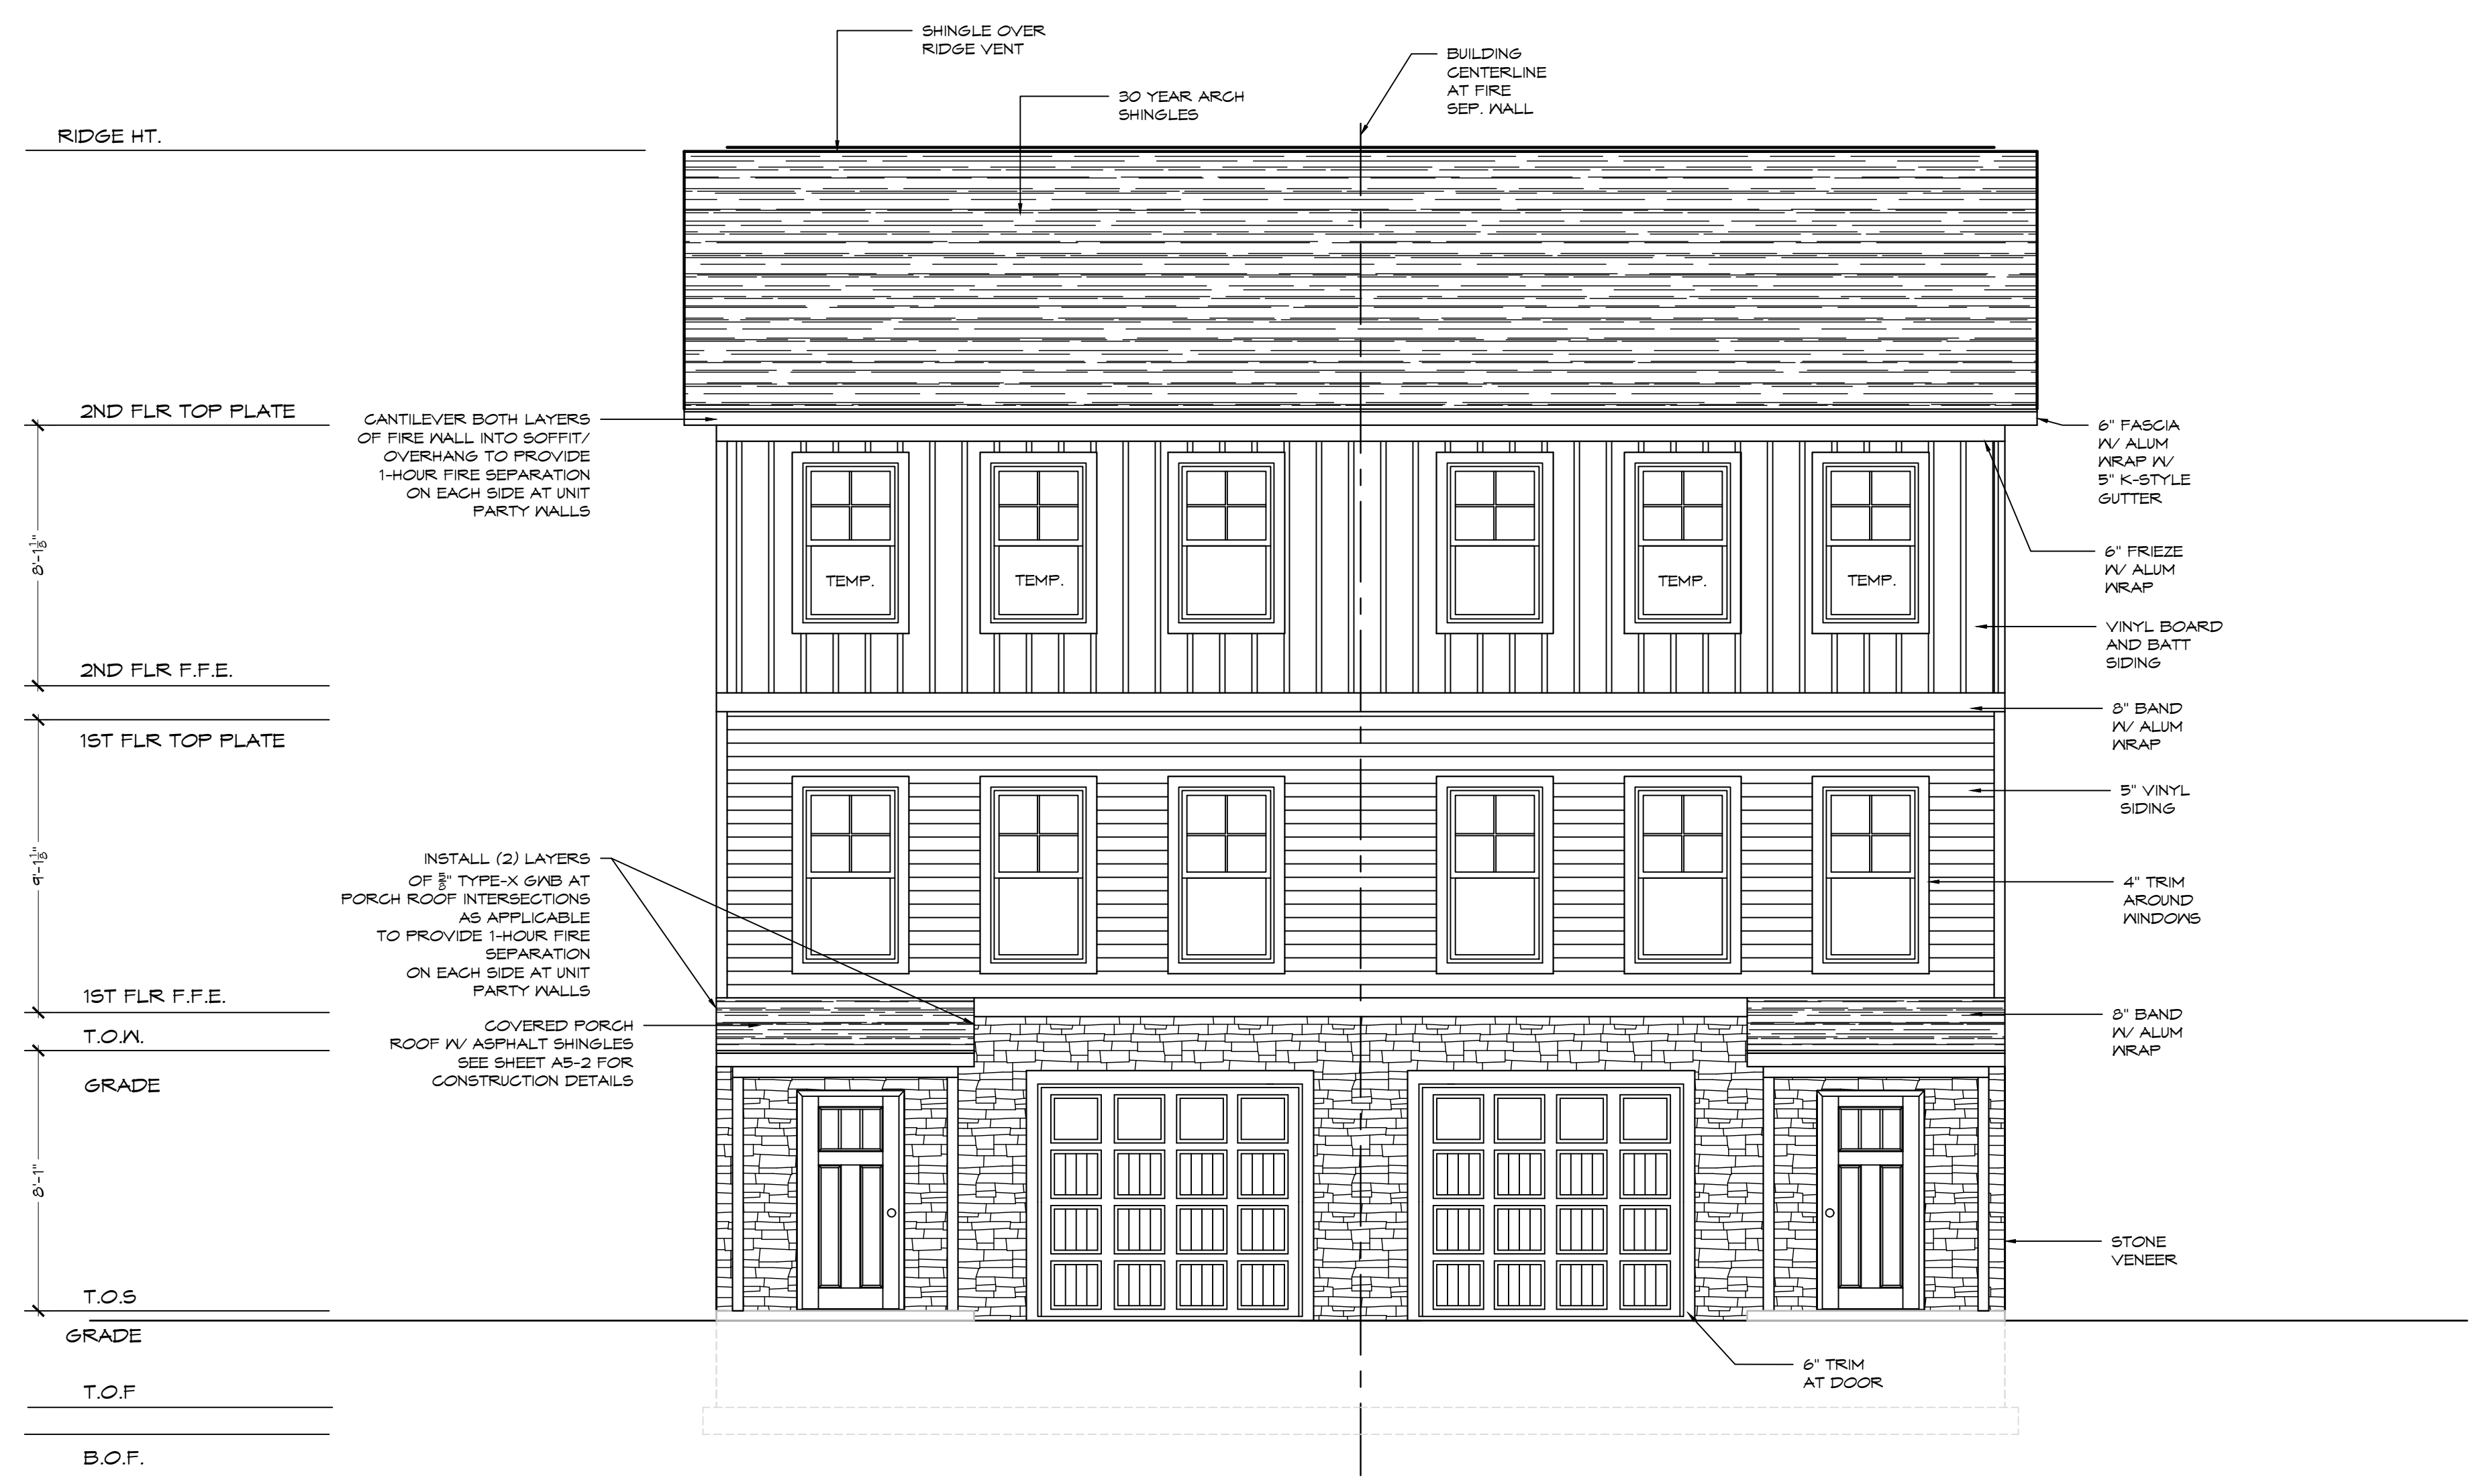 SHINGLE OVER
RIDGE VENT
BUILDING
CENTERLINE
AT FIRE
SEP. WALL
30 YEAR ARCH
SHINGLES
RIDGE HT.
2ND FLR TOP PLATE
CANTILEVER BOTH LAYERS
OF FIRE WALL INTO SOFFIT/
OVERHANG TO PROVIDE
1-HOUR FIRE SEPARATION
ON EACH SIDE AT UNIT
PARTY WALLS
6" FASCIA
W/ ALUM
WRAP W/
5" K-STYLE
GUTTER
8'-1 1/8"
6" FRIEZE
W/ ALUM
WRAP
TEMP.
TEMP.
TEMP.
TEMP.
VINYL BOARD
AND BATT
SIDING
2ND FLR F.F.E.
8" BAND
W/ ALUM
WRAP
1ST FLR TOP PLATE
5" VINYL
SIDING
9'-1 1/8"
INSTALL (2) LAYERS
OF 5/8" TYPE-X GWB AT
PORCH ROOF INTERSECTIONS
AS APPLICABLE
TO PROVIDE 1-HOUR FIRE
SEPARATION
ON EACH SIDE AT UNIT
PARTY WALLS
4" TRIM
AROUND
WINDOWS
1ST FLR F.F.E.
T.O.W.
COVERED PORCH
ROOF W/ ASPHALT SHINGLES
SEE SHEET A5-2 FOR
CONSTRUCTION DETAILS
8" BAND
W/ ALUM
WRAP
GRADE
8'-1"
STONE
VENEER
T.O.S
GRADE
6" TRIM
AT DOOR
T.O.F
B.O.F.